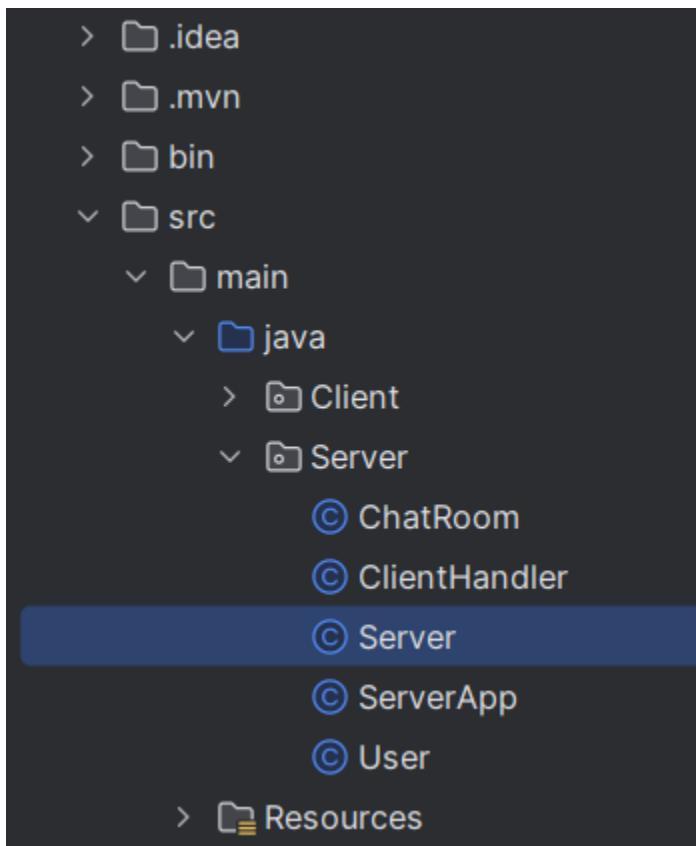 .idea
.mvn
bin
src
main
java
Client
Server
ChatRoom
ClientHandler
Server
ServerApp
User
Resources